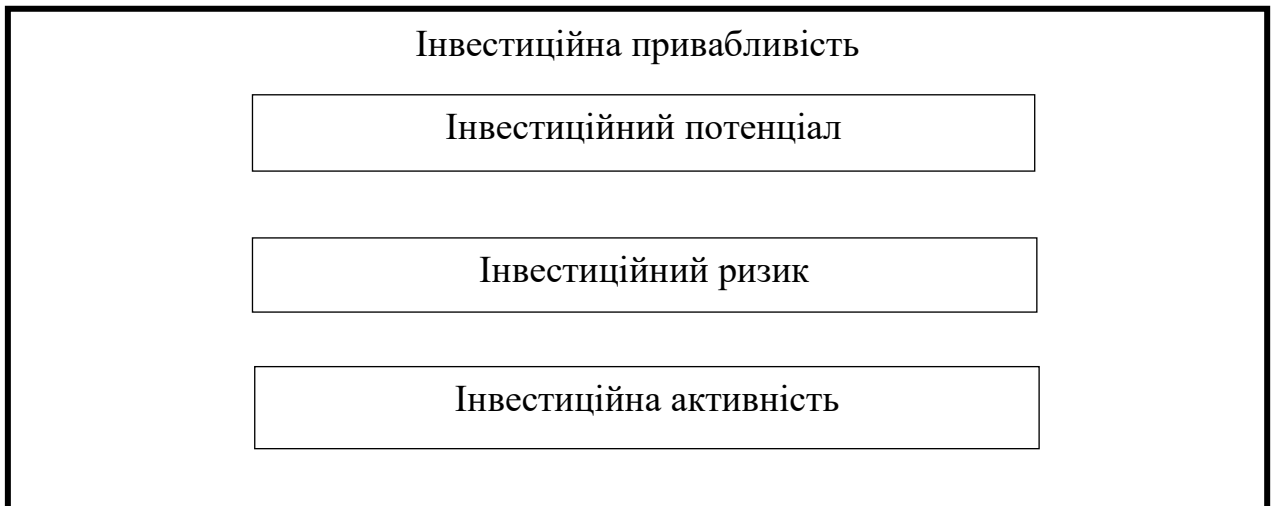 Інвестиційна привабливість
Інвестиційний потенціал
Інвестиційний ризик
Інвестиційна активність